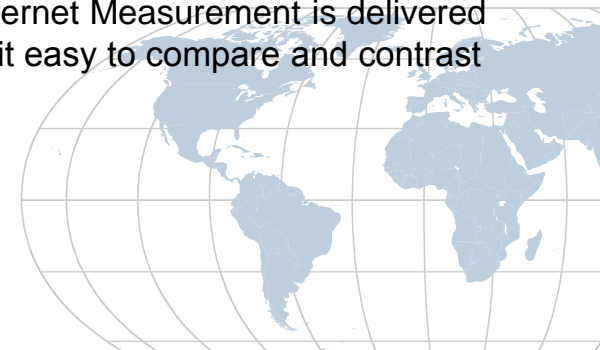 ernet Measurement is delivered
it easy to compare and contrast